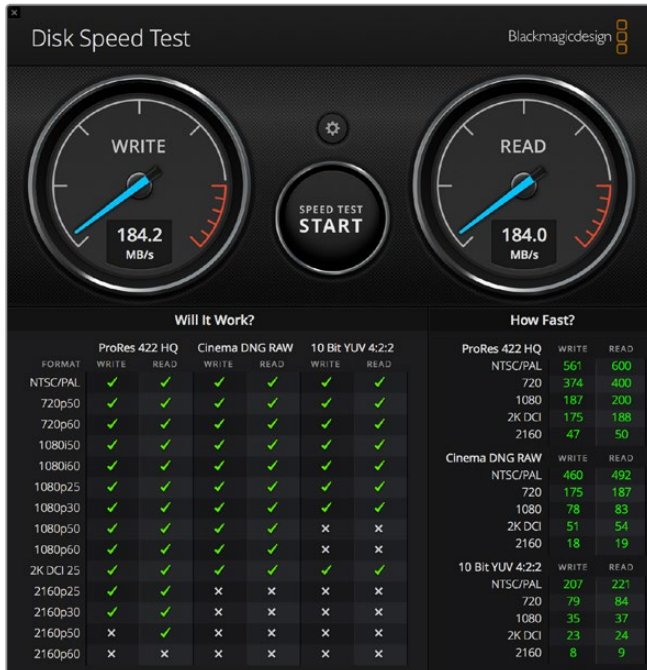 Disk Speed Test
Blackmagicdesign
WRITE
184.2
MB/s
SPEED TEST
START
READ
184.0
MB/s
Will It Work?
ProRes 422 HQ Cinema DNG RAW 10 Bit YUV 4:2:2
FORMAT WRITE READ WRITE READ WRITE READ
NTSC/PAL ✓ ✓ ✓ ✓ ✓ ✓
720p50 ✓ ✓ ✓ ✓ ✓ ✓
720p60 ✓ ✓ ✓ ✓ ✓ ✓
1080i50 ✓ ✓ ✓ ✓ ✓ ✓
1080i60 ✓ ✓ ✓ ✓ ✓ ✓
1080p25 ✓ ✓ ✓ ✓ ✓ ✓
1080p30 ✓ ✓ ✓ ✓ ✓ ✓
1080p50 ✓ ✓ ✓ ✓ × ×
1080p60 ✓ ✓ ✓ ✓ × ×
2K DCI 25 ✓ ✓ ✓ ✓ ✓ ✓
2160p25 ✓ ✓ × × × ×
2160p30 ✓ ✓ × × × ×
2160p50 × ✓ × × × ×
2160p60 × × × × × ×
How Fast?
ProRes 422 HQ WRITE READ
NTSC/PAL 561 600
720 374 400
1080 187 200
2K DCI 175 188
2160 47 50
Cinema DNG RAW WRITE READ
NTSC/PAL 460 492
720 175 187
1080 78 83
2K DCI 51 54
2160 18 19
10 Bit YUV 4:2:2 WRITE READ
NTSC/PAL 207 221
720 79 84
1080 35 37
2K DCI 23 24
2160 8 9